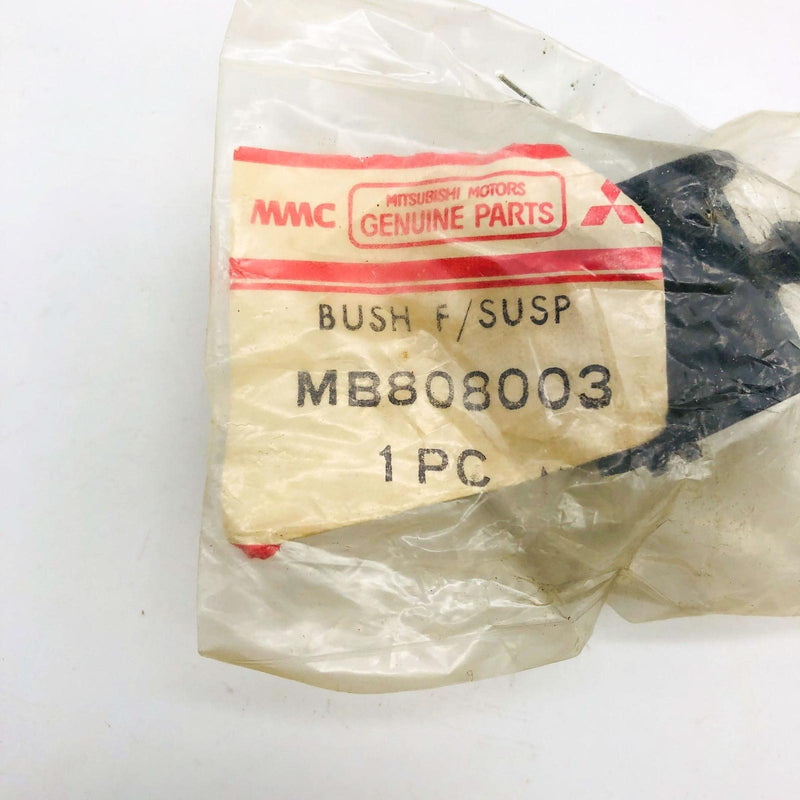 MMC
MITSUBISHI MOTORS
GENUINE PARTS
BUSH F/SUSP
MB808003
1 PC